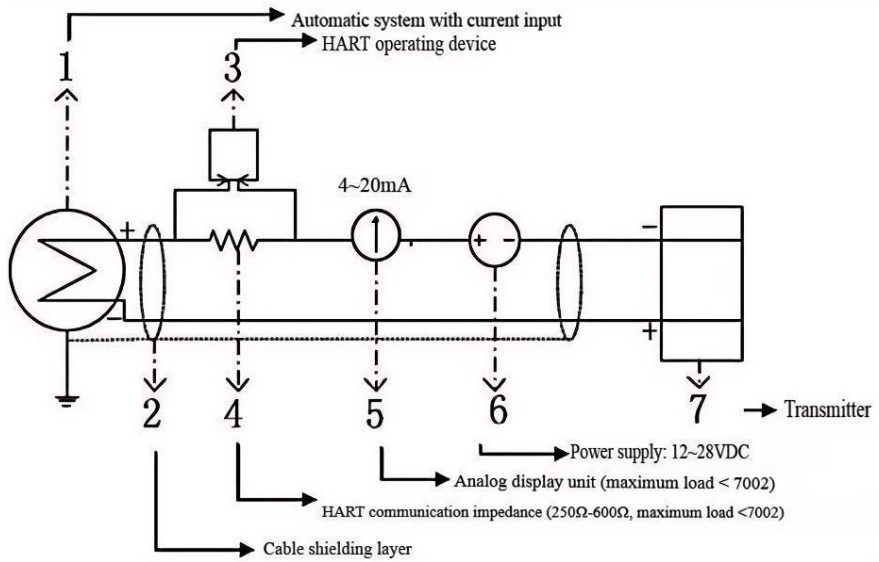 Automatic system with current input
HART operating device
1
3
4~20mA
+
+ -
-
-
+
2
4
5
6
7
Transmitter
Power supply: 12~28VDC
Analog display unit (maximum load < 7002)
HART communication impedance (250Ω-600Ω, maximum load <7002)
Cable shielding layer